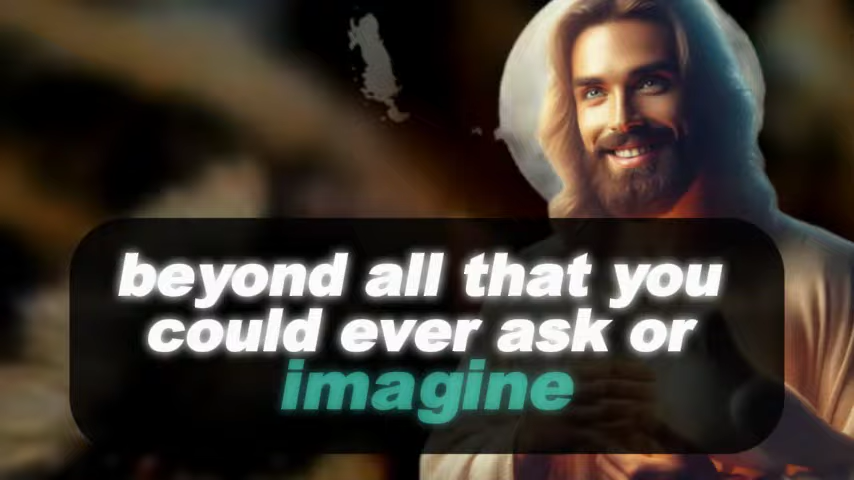 beyond all that you
could ever ask or
imagine